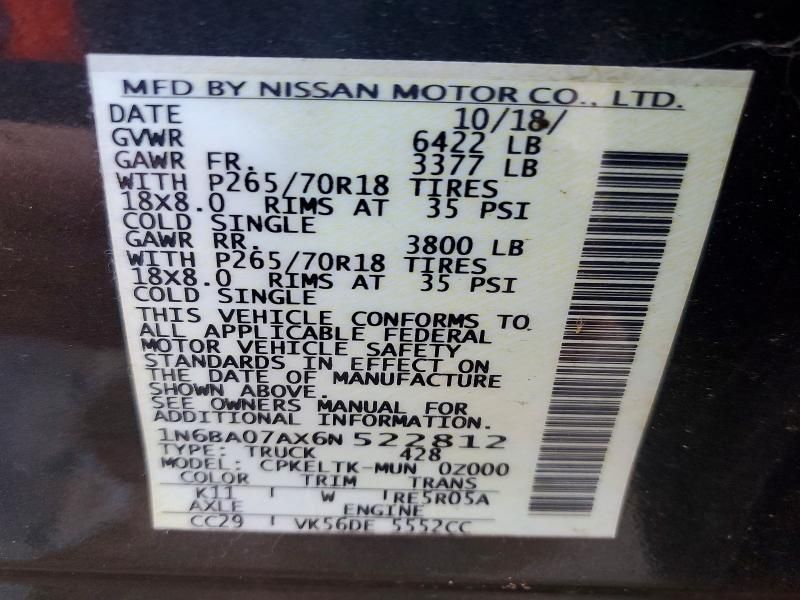 MFD BY NISSAN MOTOR CO., LTD.
DATE 10/18/
GVWR 6422 LB
GAWR FR. 3377 LB
WITH P265/70R18 TIRES
18X8.0 RIMS AT 35 PSI
COLD SINGLE
GAWR RR. 3800 LB
WITH P265/70R18 TIRES
18X8.0 RIMS AT 35 PSI
COLD SINGLE
THIS VEHICLE CONFORMS TO
ALL APPLICABLE FEDERAL
MOTOR VEHICLE SAFETY
STANDARDS IN EFFECT ON
THE DATE OF MANUFACTURE
SHOWN ABOVE.
SEE OWNERS MANUAL FOR
ADDITIONAL INFORMATION.
1N6BA07AX6N 522812
TYPE: TRUCK 428
MODEL: CPKELTK-MUN 0Z000
COLOR TRIM TRANS
K11 W RE5R05A
AXLE ENGINE
CC29 VK56DE 5552CC